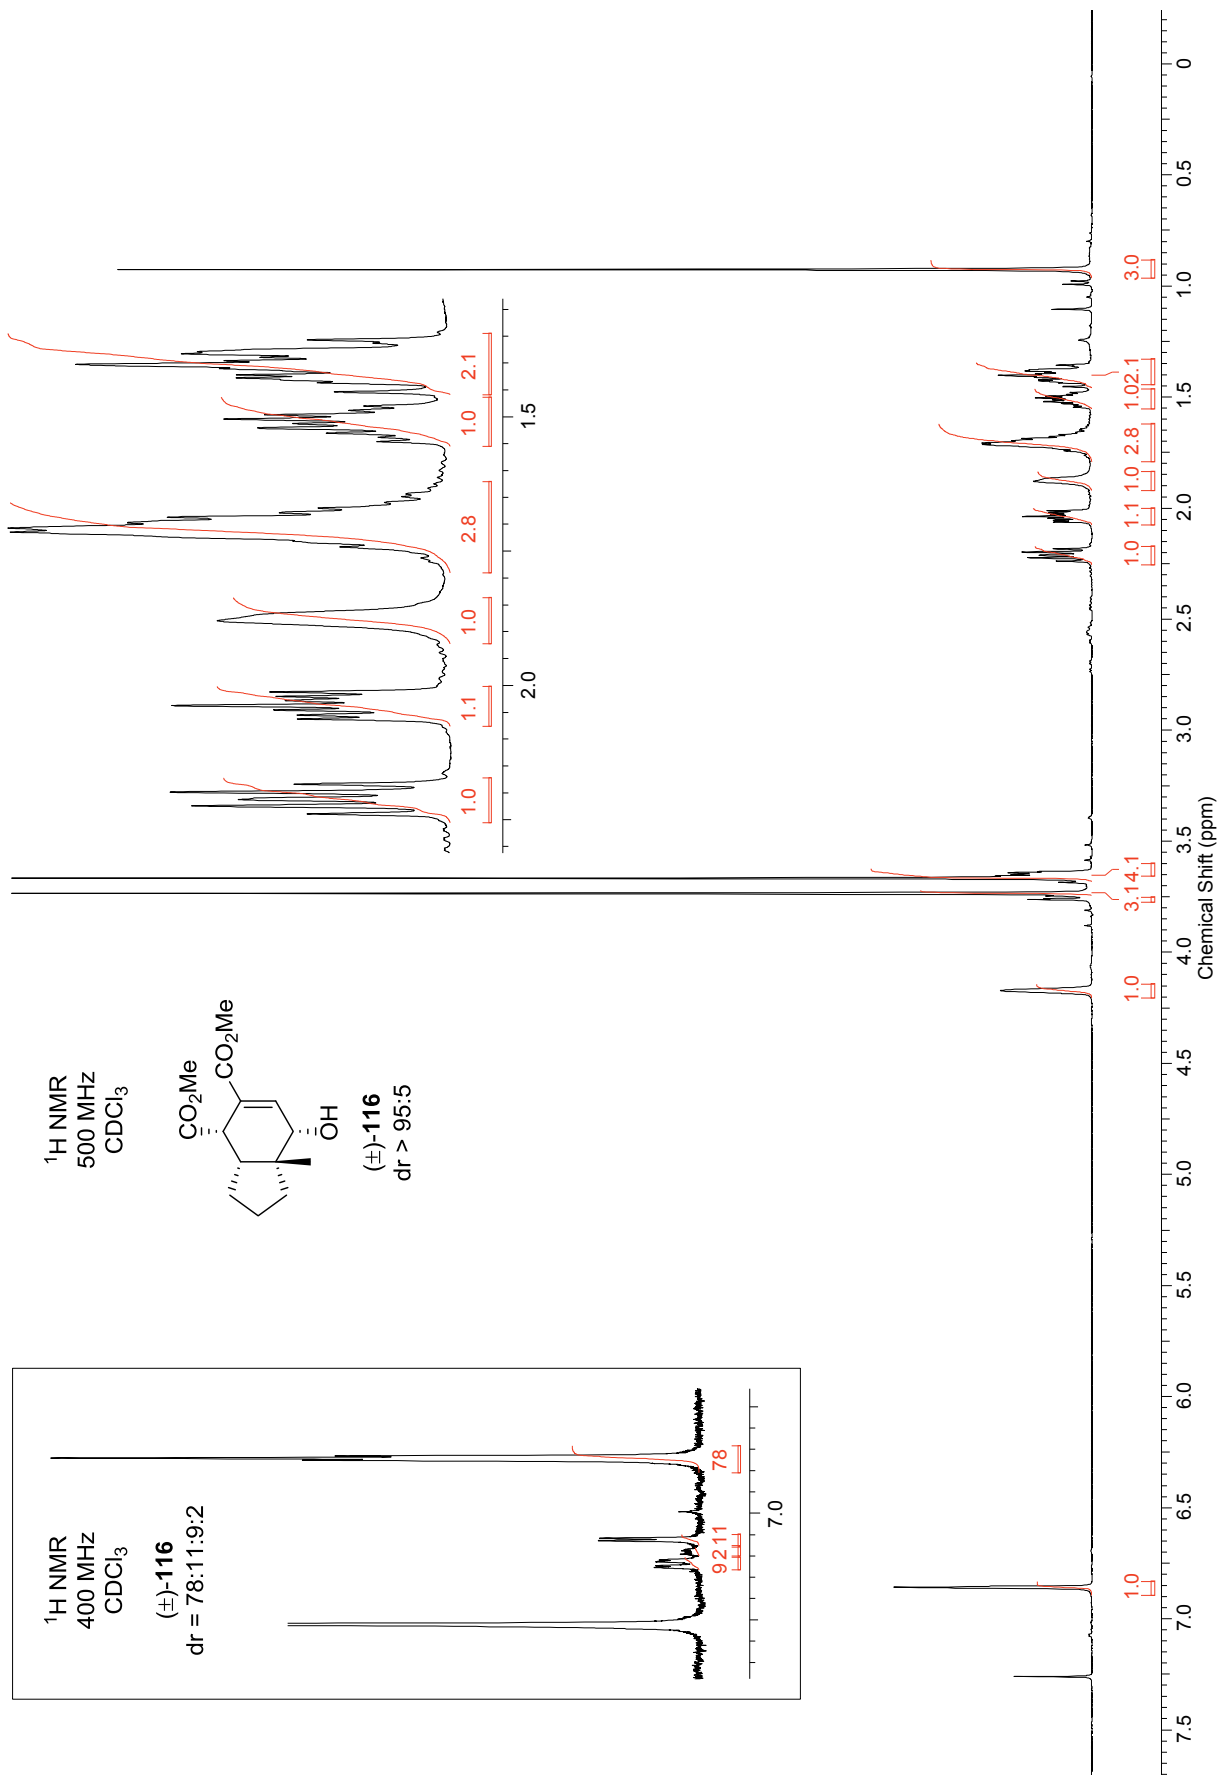 ¹H NMR
400 MHz
CDCl₃
(±)-116
dr = 78:11:9:2
9 2 11 78
7.0
¹H NMR
500 MHz
CDCl₃
CO₂Me
CO₂Me
OH
(±)-116
dr > 95:5
1.0 1.1 1.0 2.8 1.0 2.1
2.0 1.5
1.0 1.0 3.1 4.1 1.0 1.1 1.0 2.8 1.0 2.1 3.0
7.5 7.0 6.5 6.0 5.5 5.0 4.5 4.0 3.5 3.0 2.5 2.0 1.5 1.0 0.5 0
Chemical Shift (ppm)